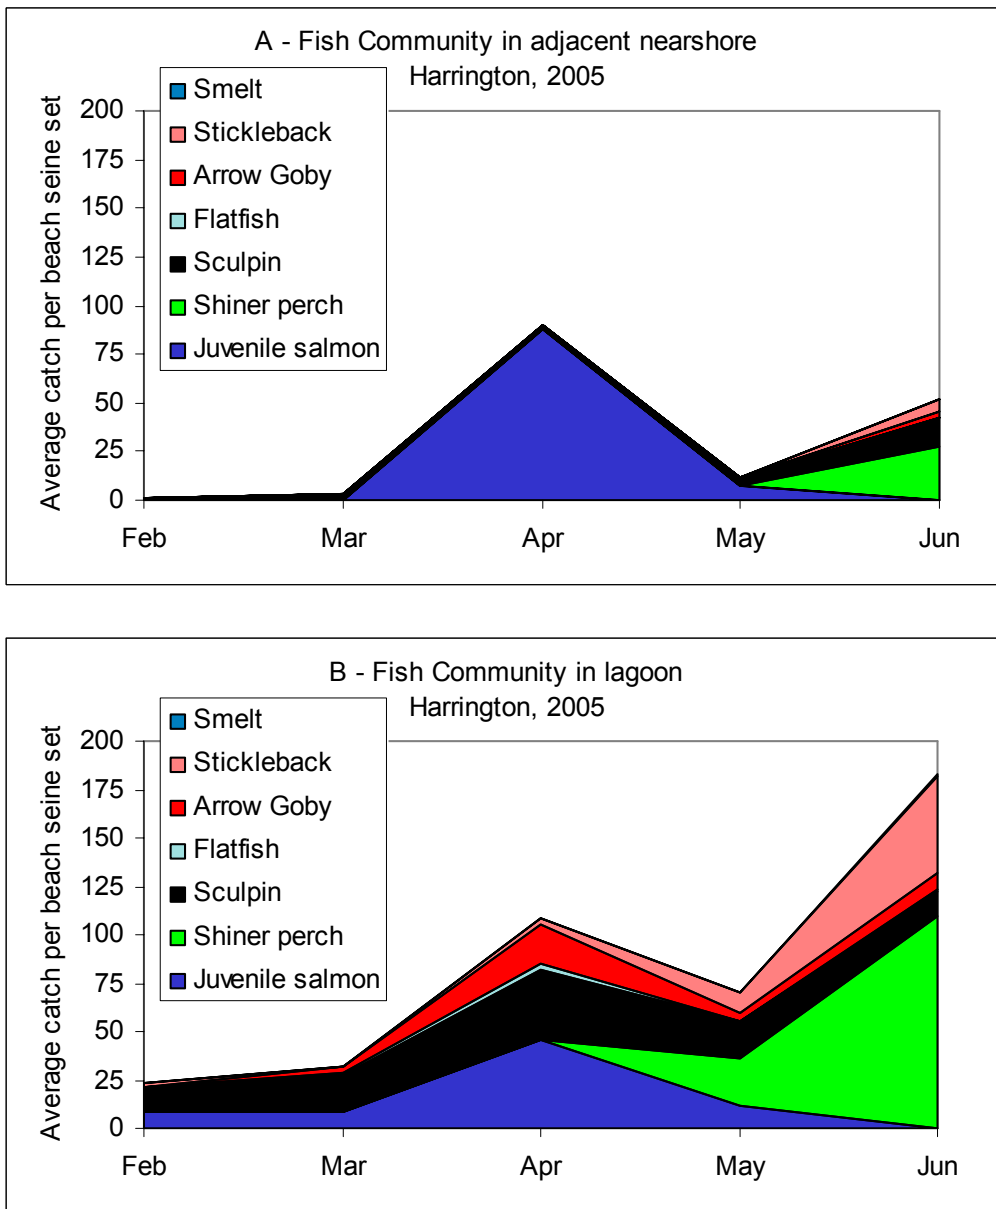 A - Fish Community in adjacent nearshore
Harrington, 2005
Average catch per beach seine set
200
175
150
125
100
75
50
25
0
Smelt
Stickleback
Arrow Goby
Flatfish
Sculpin
Shiner perch
Juvenile salmon
Feb Mar Apr May Jun
B - Fish Community in lagoon
Harrington, 2005
Average catch per beach seine set
200
175
150
125
100
75
50
25
0
Smelt
Stickleback
Arrow Goby
Flatfish
Sculpin
Shiner perch
Juvenile salmon
Feb Mar Apr May Jun